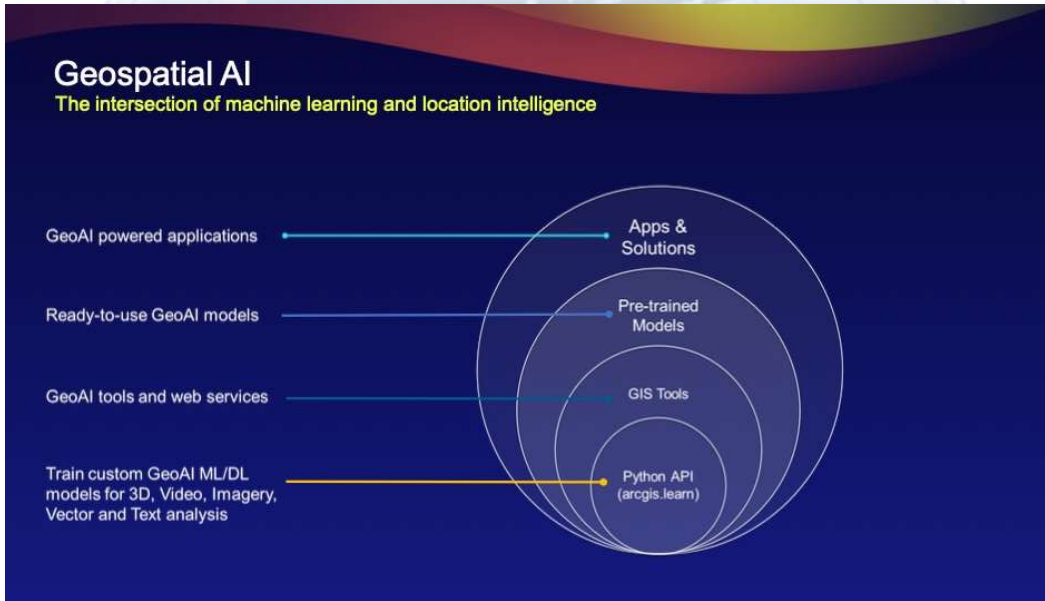 Geospatial AI
The intersection of machine learning and location intelligence
GeoAI powered applications
Apps &
Solutions
Ready-to-use GeoAI models
Pre-trained
Models
GeoAI tools and web services
GIS Tools
Train custom GeoAI ML/DL
models for 3D, Video, Imagery,
Vector and Text analysis
Python API
(arcgis.learn)